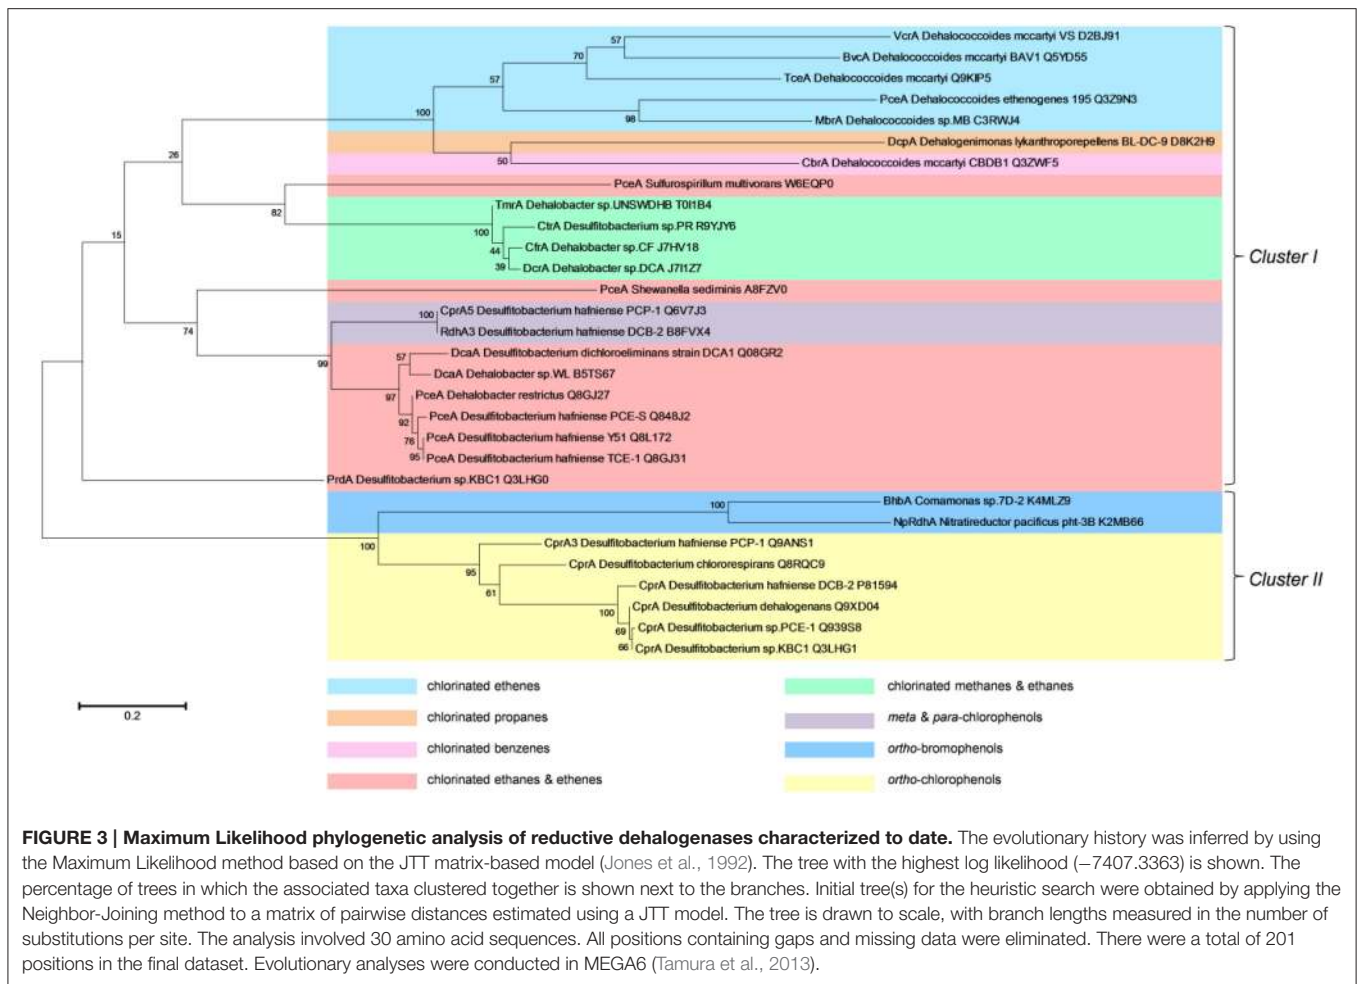 VcrA Dehalococcoides mccartyi VS D2BJ91
57
BvcA Dehalococcoides mccartyi BAV1 Q5YD55
70
TceA Dehalococcoides mccartyi Q9KIP5
57
PceA Dehalococcoides ethenogenes 195 Q3Z9N3
98
MbrA Dehalococcoides sp.MB C3RWJ4
100
DcpA Dehalogenimonas lykanthroporepellens BL-DC-9 D8K2H9
50
CbrA Dehalococcoides mccartyi CBDB1 Q3ZWF5
26
PceA Sulfurospirillum multivorans W6EQP0
82
TmrA Dehalobacter sp.UNSWDHB T0I1B4
100
CtrA Desulfitobacterium sp.PR R9YJY6
44
CfrA Dehalobacter sp.CF J7HV18
39
DcrA Dehalobacter sp.DCA J7I1Z7
15
Cluster I
PceA Shewanella sediminis A8FZV0
74
100
CprA5 Desulfitobacterium hafniense PCP-1 Q6V7J3
RdhA3 Desulfitobacterium hafniense DCB-2 B8FVX4
99
57
DcaA Desulfitobacterium dichloroeliminans strain DCA1 Q08GR2
DcaA Dehalobacter sp.WL B5TS67
97
PceA Dehalobacter restrictus Q8GJ27
92
PceA Desulfitobacterium hafniense PCE-S Q848J2
76
PceA Desulfitobacterium hafniense Y51 Q8L172
95
PceA Desulfitobacterium hafniense TCE-1 Q8GJ31
PrdA Desulfitobacterium sp.KBC1 Q3LHG0
100
BhbA Comamonas sp.7D-2 K4MLZ9
NpRdhA Nitratireductor pacificus pht-3B K2MB66
100
CprA3 Desulfitobacterium hafniense PCP-1 Q9ANS1
95
CprA Desulfitobacterium chlororespirans Q8RQC9
61
CprA Desulfitobacterium hafniense DCB-2 P81594
100
CprA Desulfitobacterium dehalogenans Q9XD04
69
CprA Desulfitobacterium sp.PCE-1 Q939S8
66
CprA Desulfitobacterium sp.KBC1 Q3LHG1
Cluster II
chlorinated ethenes
chlorinated propanes
chlorinated benzenes
chlorinated ethanes & ethenes
chlorinated methanes & ethanes
meta & para-chlorophenols
ortho-bromophenols
ortho-chlorophenols
0.2
FIGURE 3 | Maximum Likelihood phylogenetic analysis of reductive dehalogenases characterized to date. The evolutionary history was inferred by using
the Maximum Likelihood method based on the JTT matrix-based model (Jones et al., 1992). The tree with the highest log likelihood (−7407.3363) is shown. The
percentage of trees in which the associated taxa clustered together is shown next to the branches. Initial tree(s) for the heuristic search were obtained by applying the
Neighbor-Joining method to a matrix of pairwise distances estimated using a JTT model. The tree is drawn to scale, with branch lengths measured in the number of
substitutions per site. The analysis involved 30 amino acid sequences. All positions containing gaps and missing data were eliminated. There were a total of 201
positions in the final dataset. Evolutionary analyses were conducted in MEGA6 (Tamura et al., 2013).